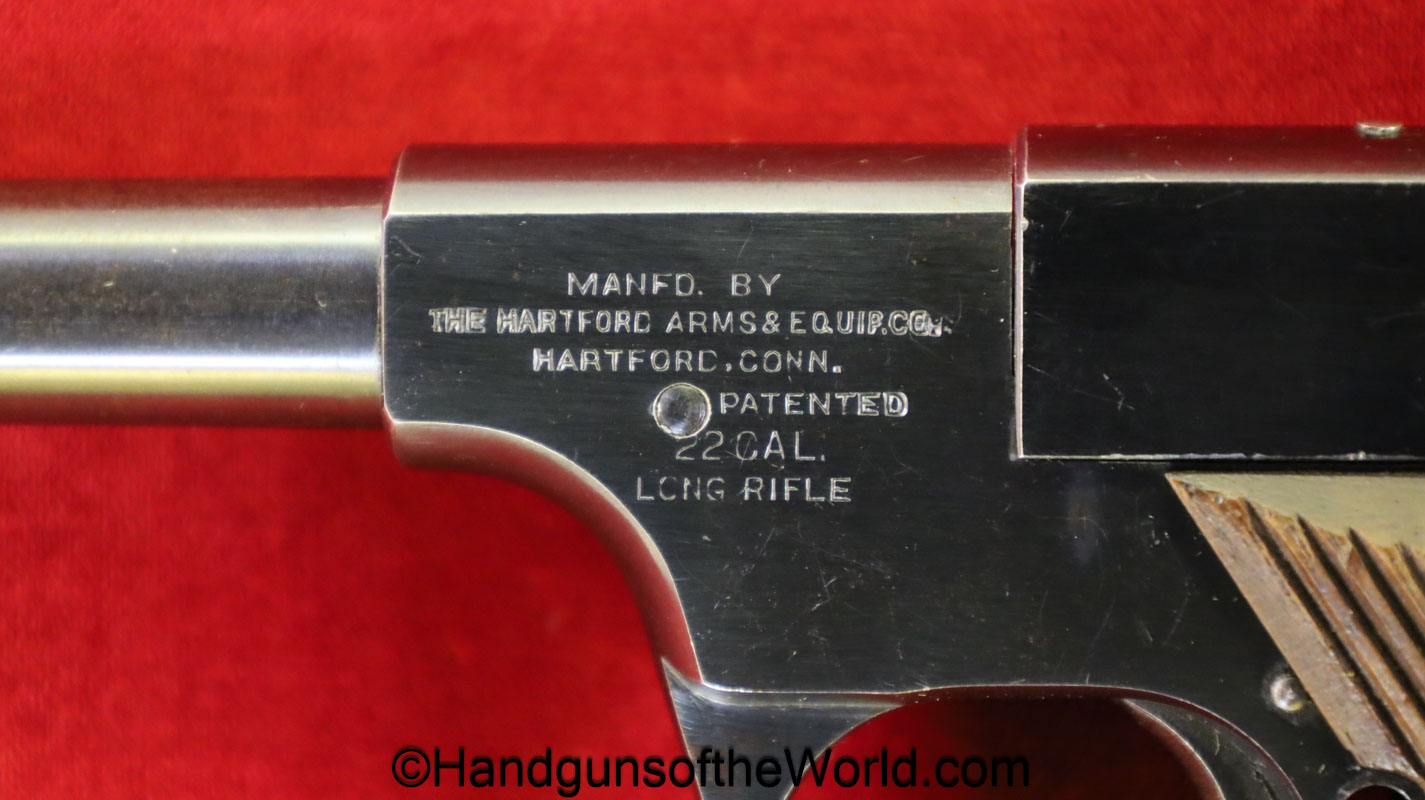 MANFD. BY
THE HARTFORD ARMS & EQUIP. CO.
HARTFORD, CONN.
PATENTED
22 CAL.
LONG RIFLE
©HandgunsoftheWorld.com